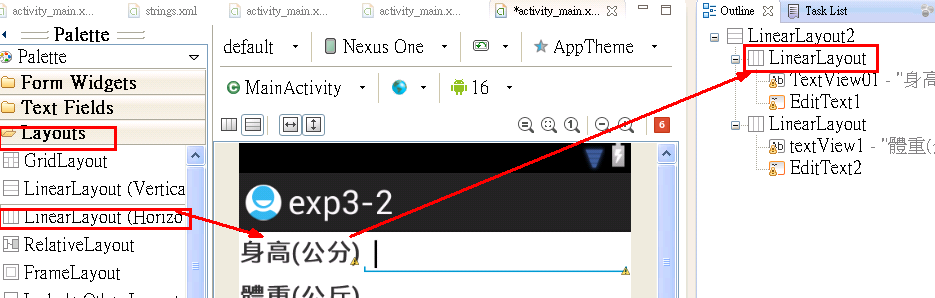 activity_main.x...
strings.xml
activity_main.x...
activity_main.x...
*activity_main.x...
Outline
Task List
Palette
Palette
Form Widgets
Text Fields
Layouts
GridLayout
LinearLayout (Vertica
LinearLayout (Horizo
RelativeLayout
FrameLayout
default
Nexus One
AppTheme
MainActivity
16
6
exp3-2
身高(公分)
體重(公斤)
LinearLayout2
LinearLayout
TextView01 - "身高
EditText1
LinearLayout
textView1 - "體重(
EditText2